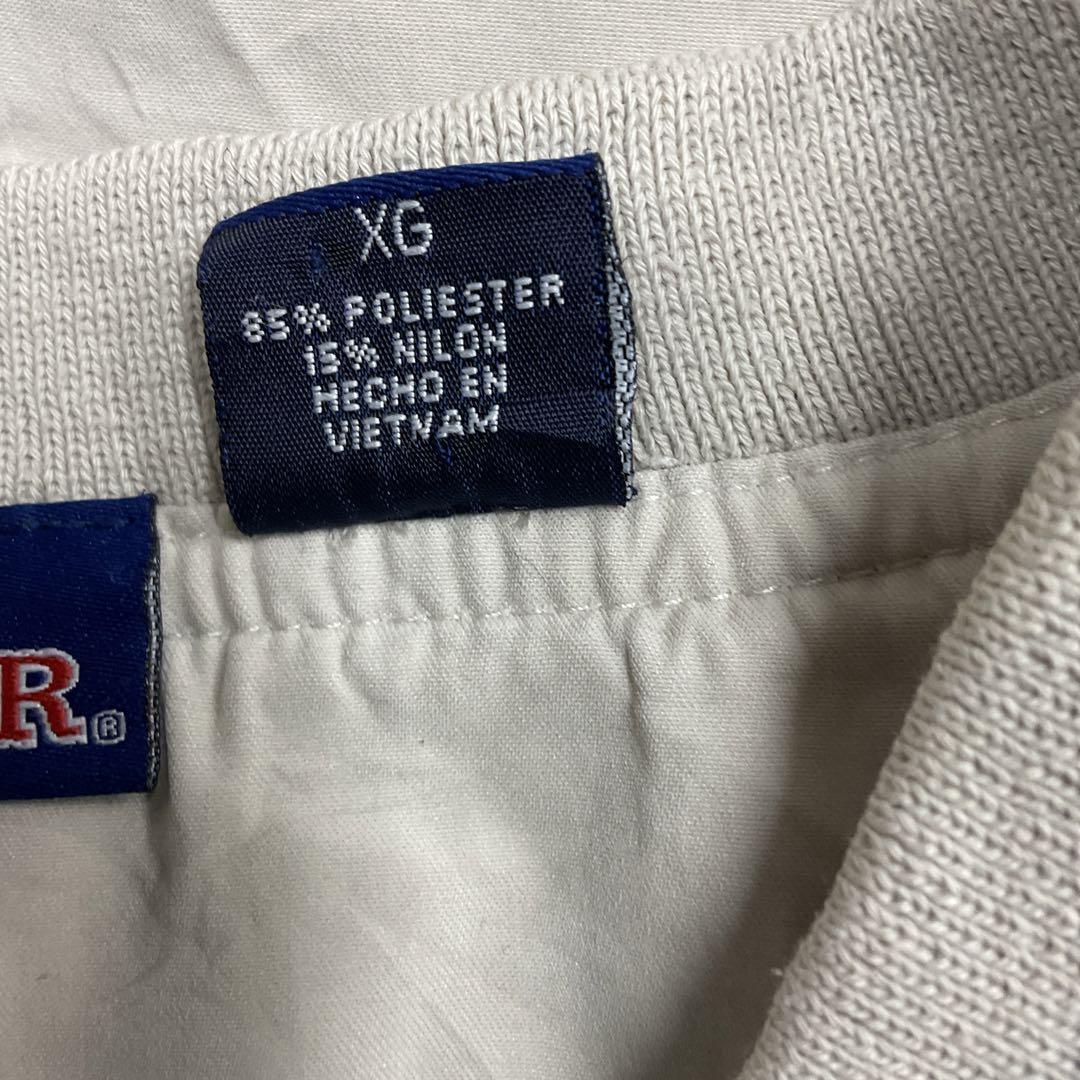 XG
85% POLIESTER
15% NILON
HECHO EN
VIETNAM
R®